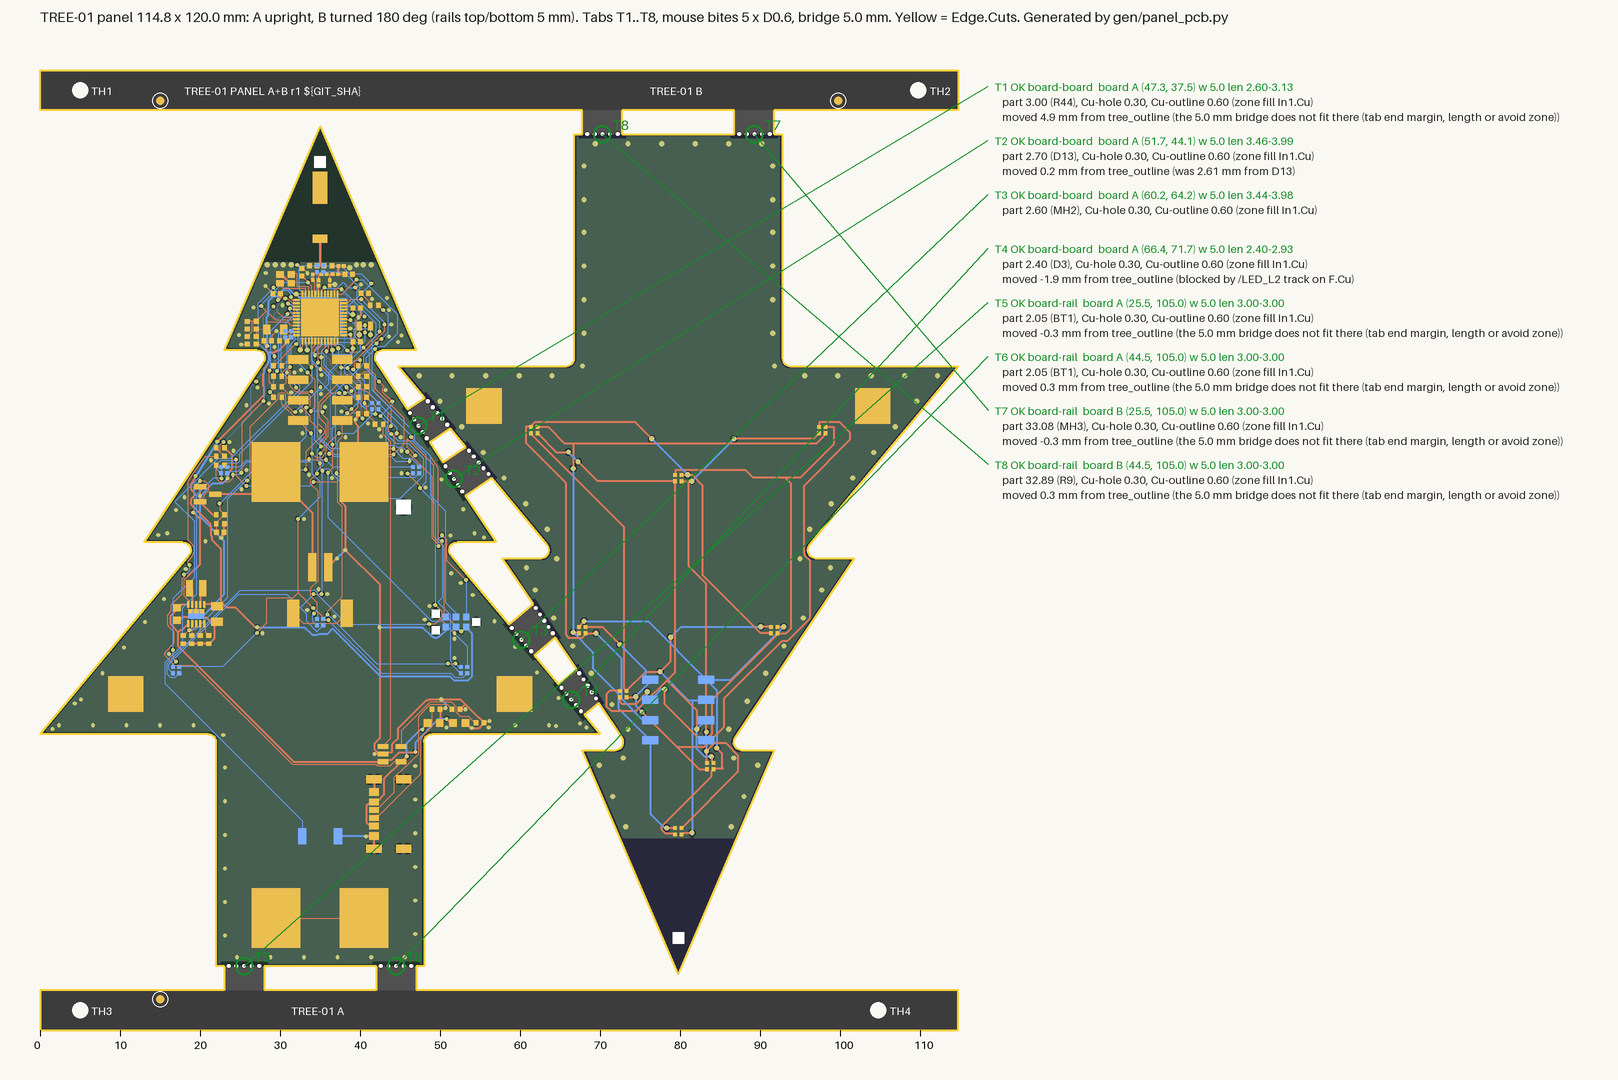 TREE-01 panel 114.8 x 120.0 mm: A upright, B turned 180 deg (rails top/bottom 5 mm). Tabs T1..T8, mouse bites 5 x D0.6, bridge 5.0 mm. Yellow = Edge.Cuts. Generated by gen/panel_pcb.py
TH1
TREE-01 PANEL A+B r1 ${GIT_SHA}
TREE-01 B
TH2
T1 OK board-board  board A (47.3, 37.5) w 5.0 len 2.60-3.13
part 3.00 (R44), Cu-hole 0.30, Cu-outline 0.60 (zone fill In1.Cu)
moved 4.9 mm from tree_outline (the 5.0 mm bridge does not fit there (tab end margin, length or avoid zone))
T2 OK board-board  board A (51.7, 44.1) w 5.0 len 3.46-3.99
part 2.70 (D13), Cu-hole 0.30, Cu-outline 0.60 (zone fill In1.Cu)
moved 0.2 mm from tree_outline (was 2.61 mm from D13)
T3 OK board-board  board A (60.2, 64.2) w 5.0 len 3.44-3.98
part 2.60 (MH2), Cu-hole 0.30, Cu-outline 0.60 (zone fill In1.Cu)
T4 OK board-board  board A (66.4, 71.7) w 5.0 len 2.40-2.93
part 2.40 (D3), Cu-hole 0.30, Cu-outline 0.60 (zone fill In1.Cu)
moved -1.9 mm from tree_outline (blocked by /LED_L2 track on F.Cu)
T5 OK board-rail  board A (25.5, 105.0) w 5.0 len 3.00-3.00
part 2.05 (BT1), Cu-hole 0.30, Cu-outline 0.60 (zone fill In1.Cu)
moved -0.3 mm from tree_outline (the 5.0 mm bridge does not fit there (tab end margin, length or avoid zone))
T6 OK board-rail  board A (44.5, 105.0) w 5.0 len 3.00-3.00
part 2.05 (BT1), Cu-hole 0.30, Cu-outline 0.60 (zone fill In1.Cu)
moved 0.3 mm from tree_outline (the 5.0 mm bridge does not fit there (tab end margin, length or avoid zone))
T7 OK board-rail  board B (25.5, 105.0) w 5.0 len 3.00-3.00
part 33.08 (MH3), Cu-hole 0.30, Cu-outline 0.60 (zone fill In1.Cu)
moved -0.3 mm from tree_outline (the 5.0 mm bridge does not fit there (tab end margin, length or avoid zone))
T8 OK board-rail  board B (44.5, 105.0) w 5.0 len 3.00-3.00
part 32.89 (R9), Cu-hole 0.30, Cu-outline 0.60 (zone fill In1.Cu)
moved 0.3 mm from tree_outline (the 5.0 mm bridge does not fit there (tab end margin, length or avoid zone))
TH3
TREE-01 A
TH4
0 10 20 30 40 50 60 70 80 90 100 110